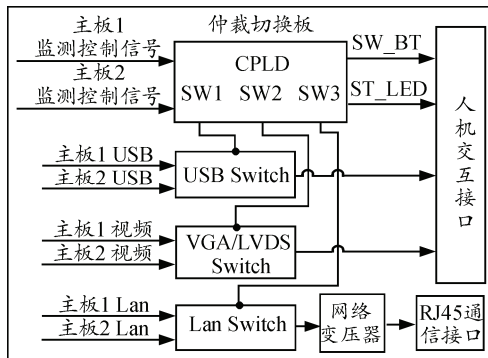 主板1
监测控制信号
主板2
监测控制信号
仲裁切换板
CPLD
SW1 SW2 SW3
SW_BT
ST_LED
人机交互接口
主板1 USB
主板2 USB
USB Switch
主板1 视频
主板2 视频
VGA/LVDS
Switch
主板1 Lan
主板2 Lan
Lan Switch
网络
变压器
RJ45通
信接口